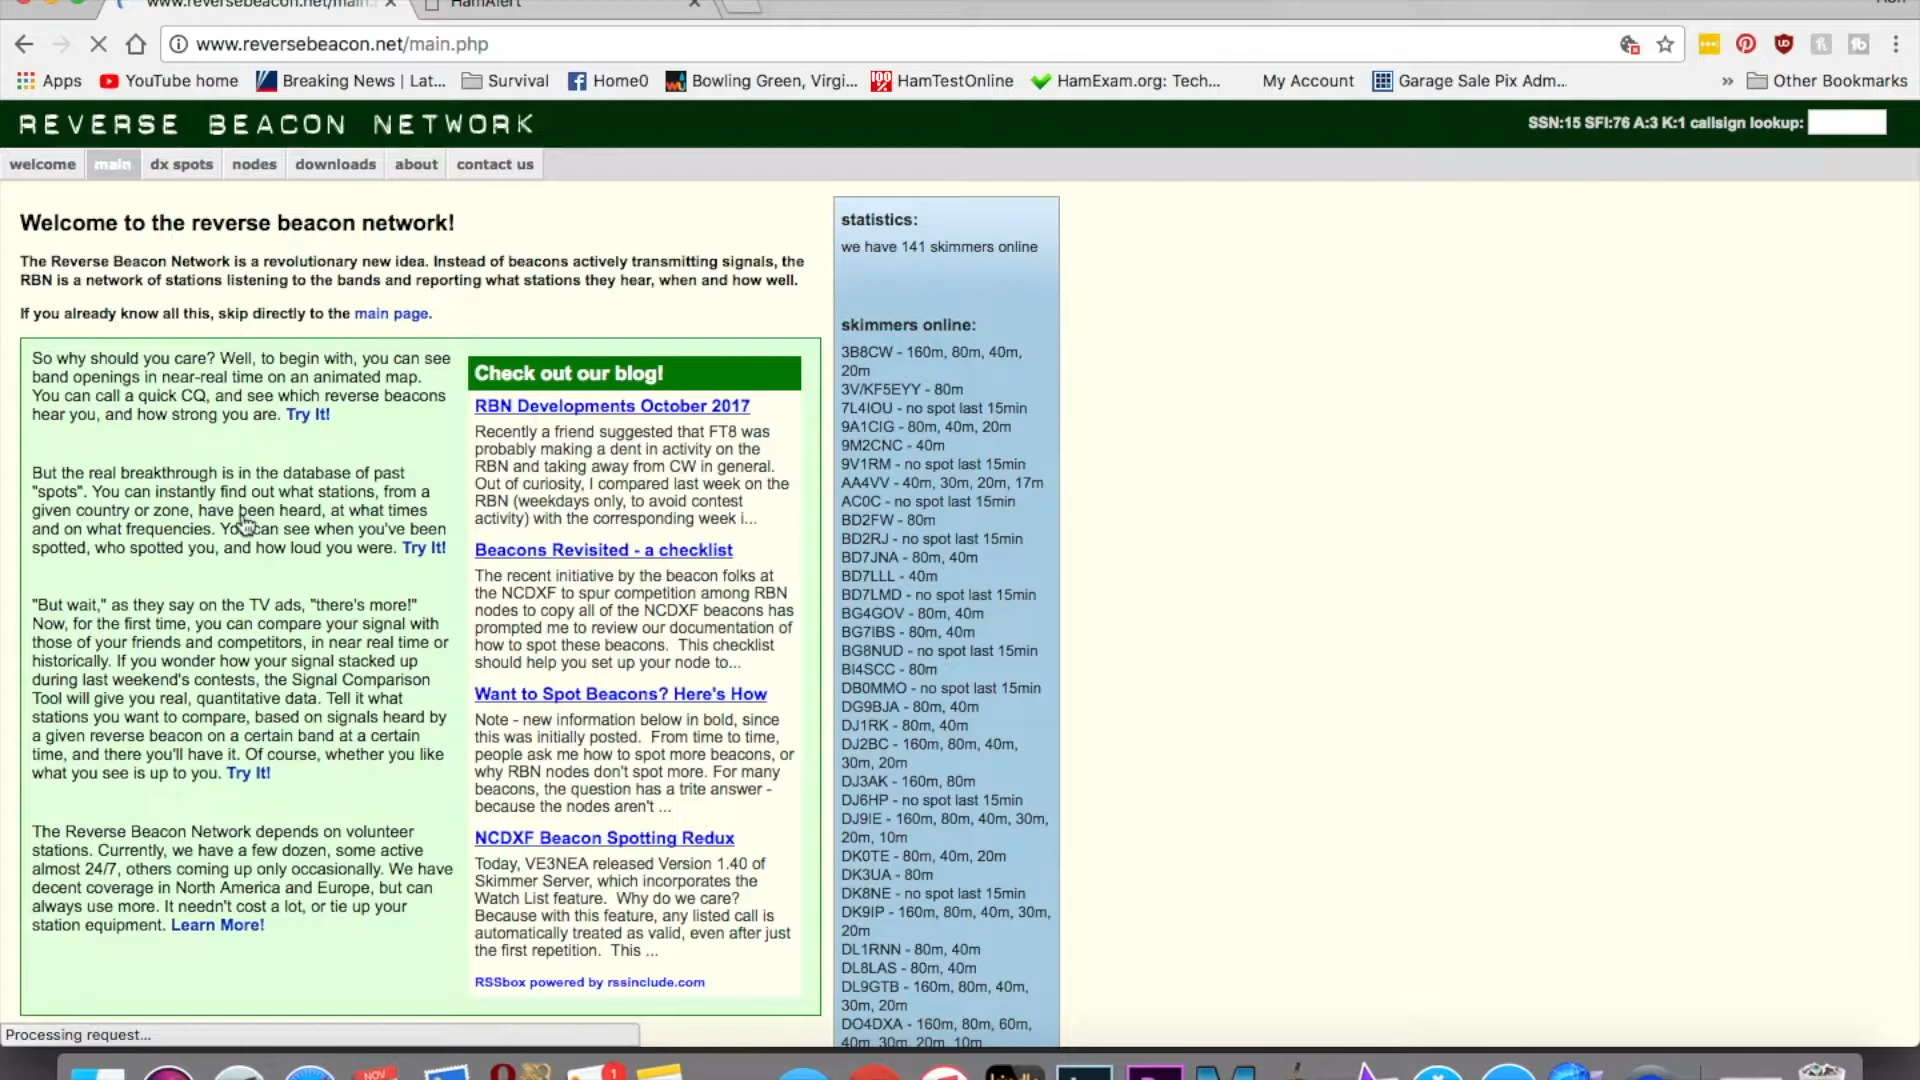 www.reversebeacon.net/main.
HamAlert
www.reversebeacon.net/main.php
Apps
YouTube home
Breaking News | Lat...
Survival
Home0
Bowling Green, Virgi...
HamTestOnline
HamExam.org: Tech...
My Account
Garage Sale Pix Adm...
»
Other Bookmarks
REVERSE BEACON NETWORK
SSN:15 SFI:76 A:3 K:1 callsign lookup:
welcome
main
dx spots
nodes
downloads
about
contact us
Welcome to the reverse beacon network!
The Reverse Beacon Network is a revolutionary new idea. Instead of beacons actively transmitting signals, the
RBN is a network of stations listening to the bands and reporting what stations they hear, when and how well.
If you already know all this, skip directly to the main page.
So why should you care? Well, to begin with, you can see
band openings in near-real time on an animated map.
You can call a quick CQ, and see which reverse beacons
hear you, and how strong you are. Try It!
But the real breakthrough is in the database of past
"spots". You can instantly find out what stations, from a
given country or zone, have been heard, at what times
and on what frequencies. You can see when you've been
spotted, who spotted you, and how loud you were. Try It!
"But wait," as they say on the TV ads, "there's more!"
Now, for the first time, you can compare your signal with
those of your friends and competitors, in near real time or
historically. If you wonder how your signal stacked up
during last weekend's contests, the Signal Comparison
Tool will give you real, quantitative data. Tell it what
stations you want to compare, based on signals heard by
a given reverse beacon on a certain band at a certain
time, and there you'll have it. Of course, whether you like
what you see is up to you. Try It!
The Reverse Beacon Network depends on volunteer
stations. Currently, we have a few dozen, some active
almost 24/7, others coming up only occasionally. We have
decent coverage in North America and Europe, but can
always use more. It needn't cost a lot, or tie up your
station equipment. Learn More!
Check out our blog!
RBN Developments October 2017
Recently a friend suggested that FT8 was
probably making a dent in activity on the
RBN and taking away from CW in general.
Out of curiosity, I compared last week on the
RBN (weekdays only, to avoid contest
activity) with the corresponding week i...
Beacons Revisited - a checklist
The recent initiative by the beacon folks at
the NCDXF to spur competition among RBN
nodes to copy all of the NCDXF beacons has
prompted me to review our documentation of
how to spot these beacons.  This checklist
should help you set up your node to...
Want to Spot Beacons? Here's How
Note - new information below in bold, since
this was initially posted.  From time to time,
people ask me how to spot more beacons, or
why RBN nodes don't spot more. For many
beacons, the question has a trite answer -
because the nodes aren't ...
NCDXF Beacon Spotting Redux
Today, VE3NEA released Version 1.40 of
Skimmer Server, which incorporates the
Watch List feature.  Why do we care?
Because with this feature, any listed call is
automatically treated as valid, even after just
the first repetition.  This ...
RSSbox powered by rssinclude.com
statistics:
we have 141 skimmers online
skimmers online:
3B8CW - 160m, 80m, 40m,
20m
3V/KF5EYY - 80m
7L4IOU - no spot last 15min
9A1CIG - 80m, 40m, 20m
9M2CNC - 40m
9V1RM - no spot last 15min
AA4VV - 40m, 30m, 20m, 17m
AC0C - no spot last 15min
BD2FW - 80m
BD2RJ - no spot last 15min
BD7JNA - 80m, 40m
BD7LLL - 40m
BD7LMD - no spot last 15min
BG4GOV - 80m, 40m
BG7IBS - 80m, 40m
BG8NUD - no spot last 15min
BI4SCC - 80m
DB0MMO - no spot last 15min
DG9BJA - 80m, 40m
DJ1RK - 80m, 40m
DJ2BC - 160m, 80m, 40m,
30m, 20m
DJ3AK - 160m, 80m
DJ6HP - no spot last 15min
DJ9IE - 160m, 80m, 40m, 30m,
20m, 10m
DK0TE - 80m, 40m, 20m
DK3UA - 80m
DK8NE - no spot last 15min
DK9IP - 160m, 80m, 40m, 30m,
20m
DL1RNN - 80m, 40m
DL8LAS - 80m, 40m
DL9GTB - 160m, 80m, 40m,
30m, 20m
DO4DXA - 160m, 80m, 60m,
40m, 30m, 20m, 10m
Processing request...
NOV
1